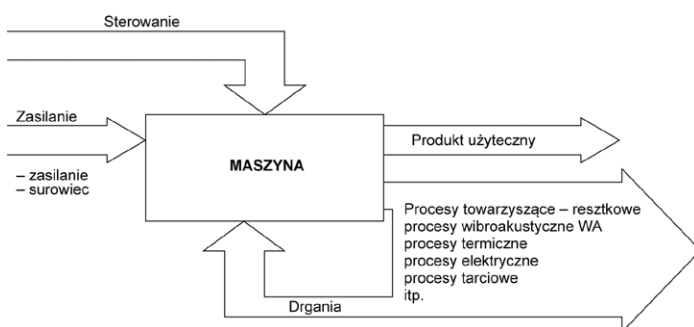 Sterowanie
Zasilanie
– zasilanie
– surowiec
MASZYNA
Produkt użyteczny
Procesy towarzyszące – resztkowe
procesy wibroakustyczne WA
procesy termiczne
procesy elektryczne
procesy tarciowe
itp.
Drgania